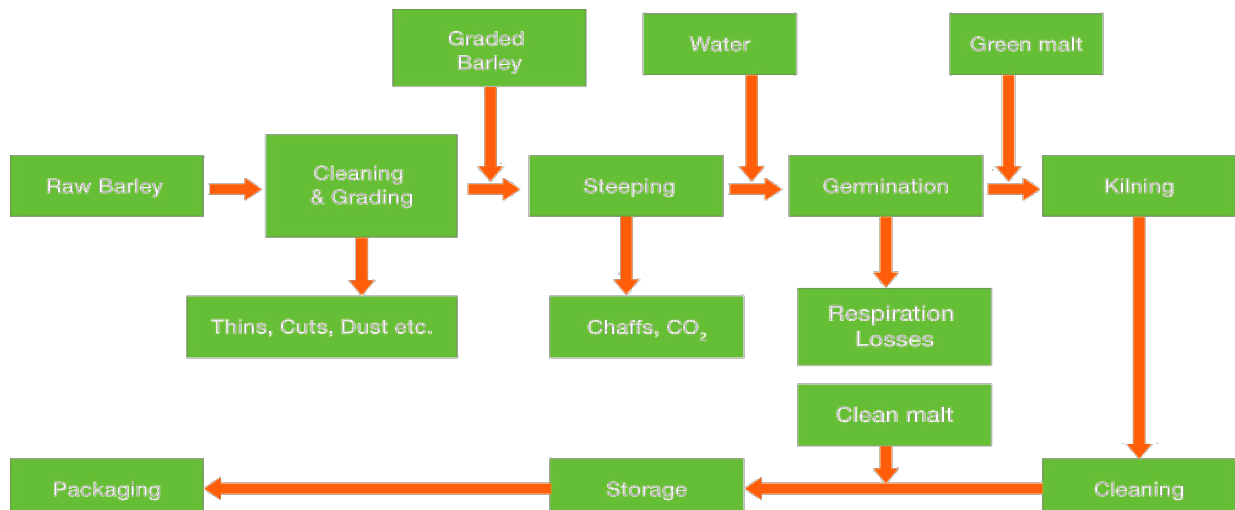 Graded
Barley
Water
Green malt
Raw Barley
Cleaning
& Grading
Steeping
Germination
Kilning
Thins, Cuts, Dust etc.
Chaffs, CO₂
Respiration
Losses
Clean malt
Packaging
Storage
Cleaning